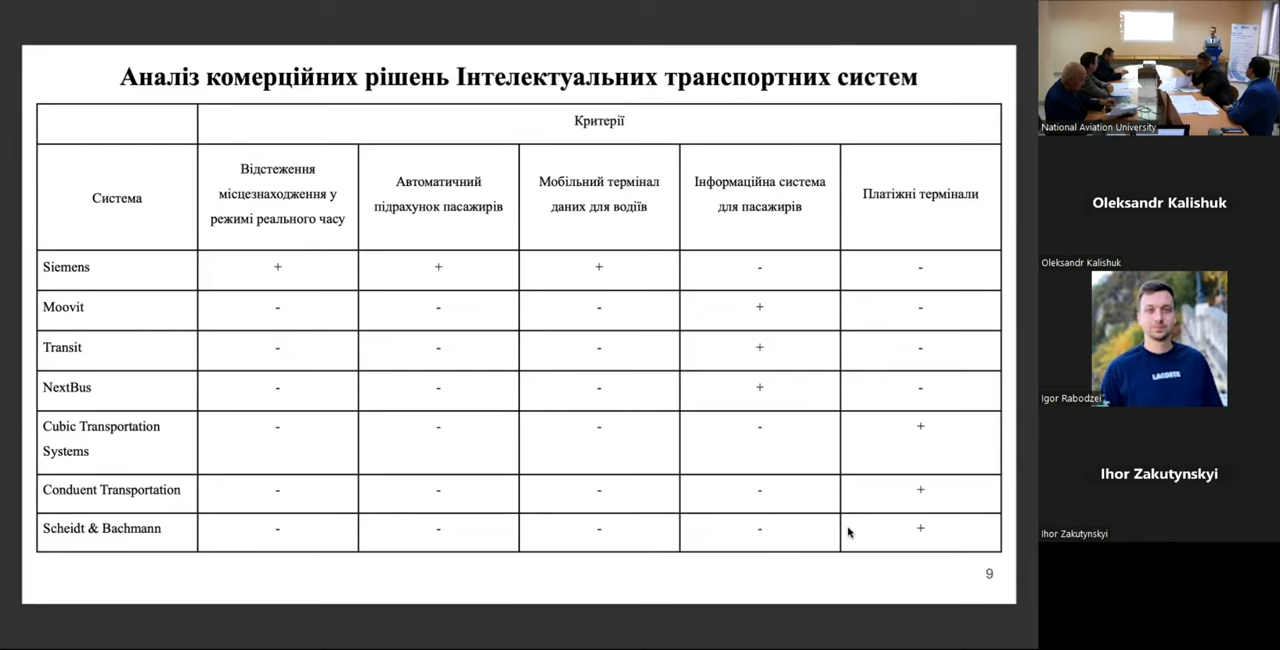 Аналіз комерційних рішень Інтелектуальних транспортних систем
Критерії
Система
Відстеження
місцезнаходження у
режимі реального часу
Автоматичний
підрахунок пасажирів
Мобільний термінал
даних для водіїв
Інформаційна система
для пасажирів
Платіжні термінали
Siemens + + + - -
Moovit - - - + -
Transit - - - + -
NextBus - - - + -
Cubic Transportation
Systems - - - - +
Conduent Transportation - - - - +
Scheidt & Bachmann - - - - +
9
National Aviation University
Oleksandr Kalishuk
Oleksandr Kalishuk
LACOSTE
Igor Rabodzei
Ihor Zakutynskyi
Ihor Zakutynskyi